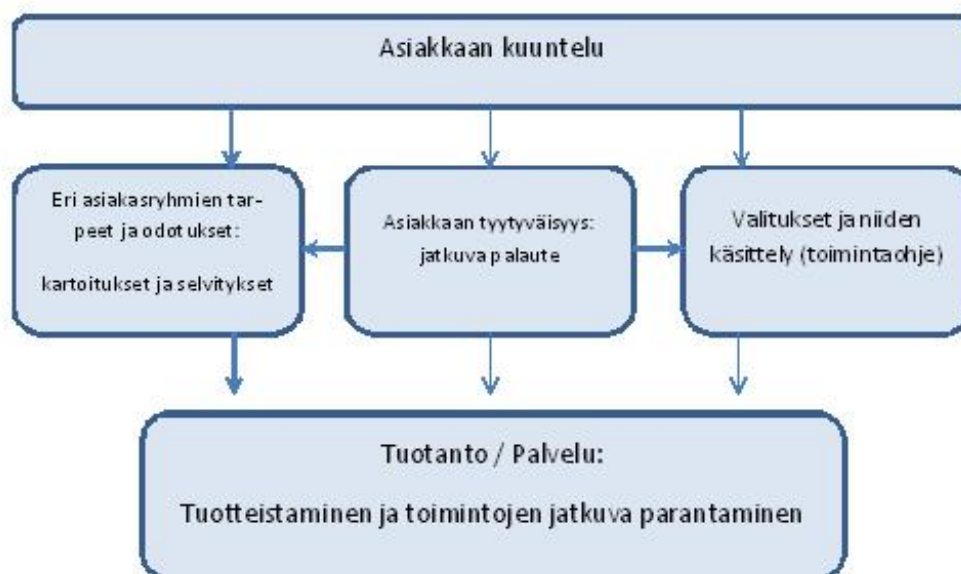 Asiakkaan kuuntelu
Eri asiakasryhmien tar-
peet ja odotukset:
kartoitukset ja selvitykset
Asiakkaan tyytyväisyys:
jatkuva palaute
Valitukset ja niiden
käsittely (toimintaohje)
Tuotanto / Palvelu:
Tuotteistaminen ja toimintojen jatkuva parantaminen